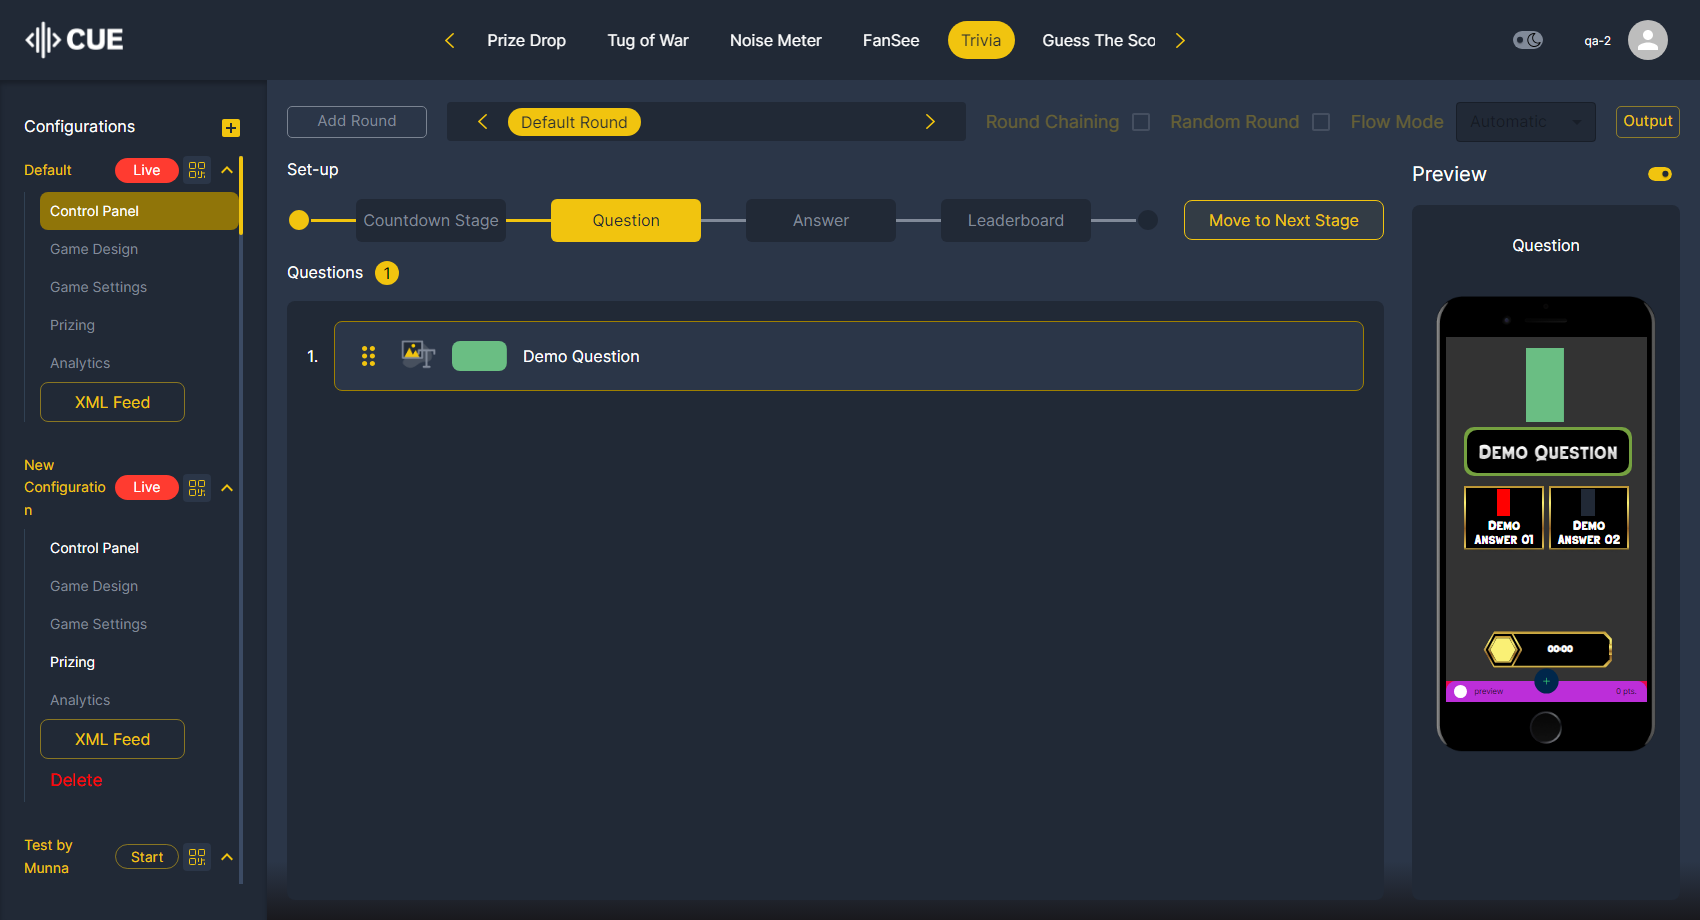 CUE
Prize Drop
Tug of War
Noise Meter
FanSee
Trivia
Guess The Sco
qa-2
Configurations
Default
Live
Control Panel
Game Design
Game Settings
Prizing
Analytics
XML Feed
New
Configuratio
n
Live
Control Panel
Game Design
Game Settings
Prizing
Analytics
XML Feed
Delete
Test by
Munna
Start
Add Round
Default Round
Round Chaining
Random Round
Flow Mode
Automatic
Output
Set-up
Countdown Stage
Question
Answer
Leaderboard
Move to Next Stage
Questions 1
1.
Demo Question
Preview
Question
Demo Question
Demo
Answer 01
Demo
Answer 02
00:00
preview
0 pts.